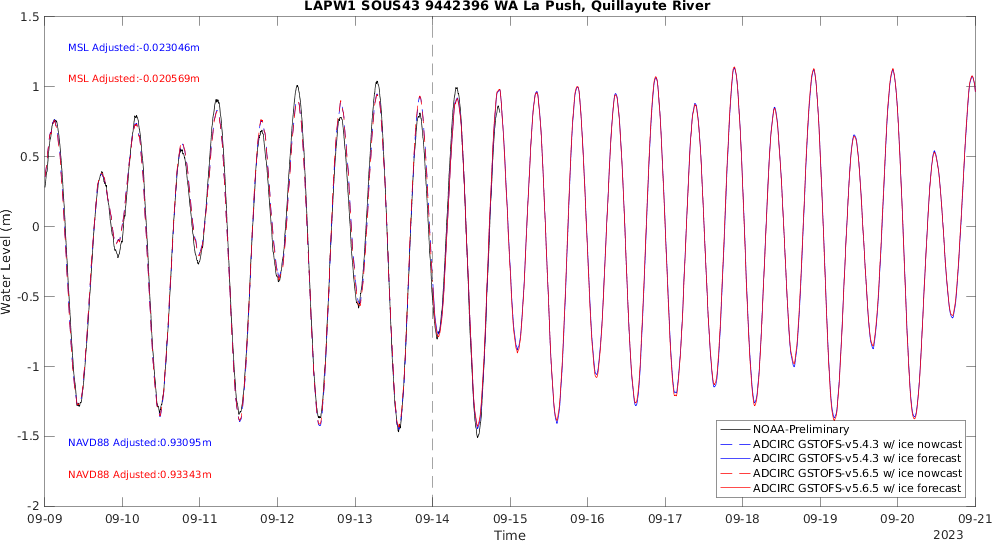 LAPW1 SOUS43 9442396 WA La Push, Quillayute River
1.5
1
0.5
0
-0.5
-1
-1.5
-2
Water Level (m)
MSL Adjusted:-0.023046m
MSL Adjusted:-0.020569m
NAVD88 Adjusted:0.93095m
NAVD88 Adjusted:0.93343m
NOAA-Preliminary
ADCIRC GSTOFS-v5.4.3 w/ ice nowcast
ADCIRC GSTOFS-v5.4.3 w/ ice forecast
ADCIRC GSTOFS-v5.6.5 w/ ice nowcast
ADCIRC GSTOFS-v5.6.5 w/ ice forecast
09-09 09-10 09-11 09-12 09-13 09-14 09-15 09-16 09-17 09-18 09-19 09-20 09-21
Time
2023